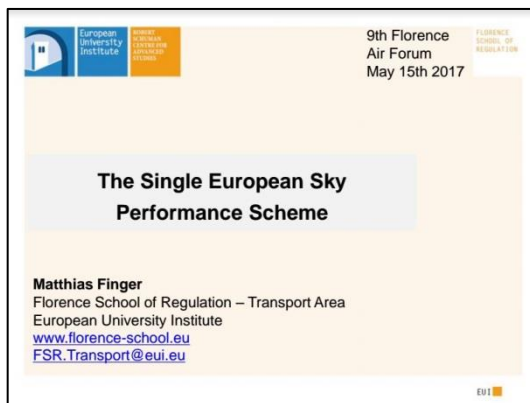 European
University
Institute
ROBERT
SCHUMAN
CENTRE FOR
ADVANCED
STUDIES
9th Florence
Air Forum
May 15th 2017
FLORENCE
SCHOOL OF
REGULATION
The Single European Sky
Performance Scheme
Matthias Finger
Florence School of Regulation – Transport Area
European University Institute
www.florence-school.eu
FSR.Transport@eui.eu
EUI